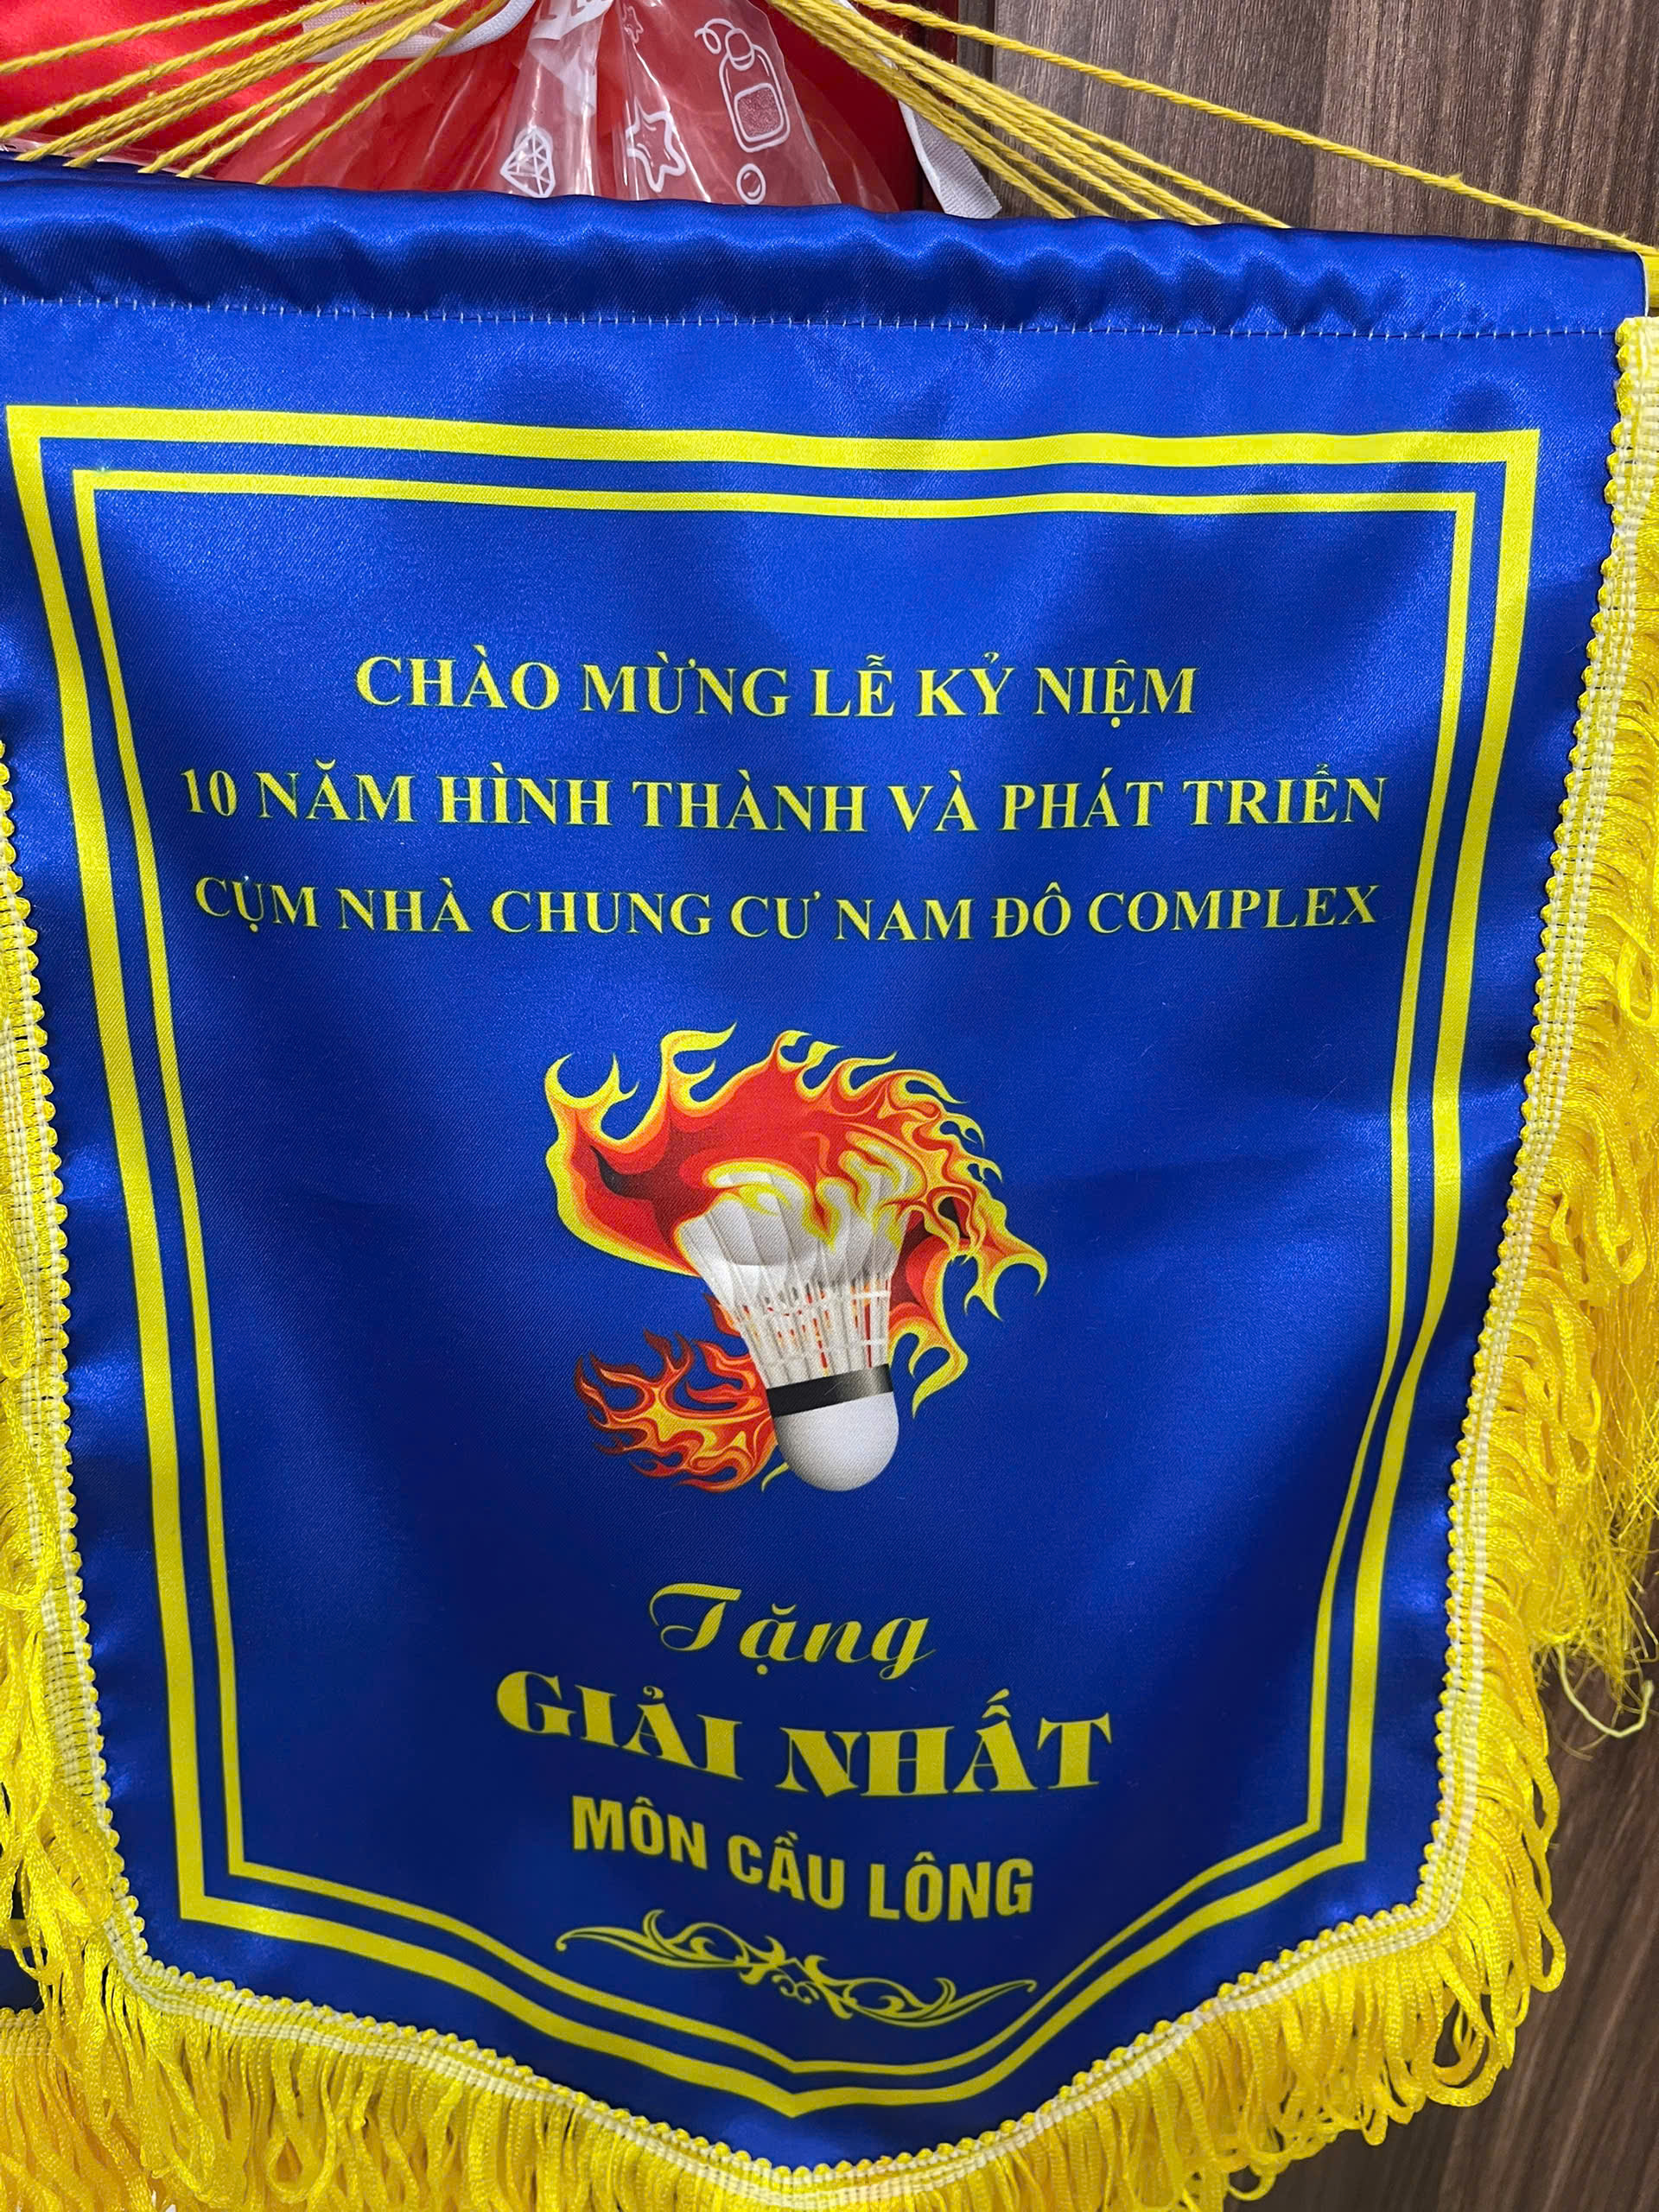 CHÀO MỪNG LỄ KỶ NIỆM
10 NĂM HÌNH THÀNH VÀ PHÁT TRIỂN
CỤM NHÀ CHUNG CƯ NAM ĐÔ COMPLEX
Tặng
GIẢI NHẤT
MÔN CẦU LÔNG